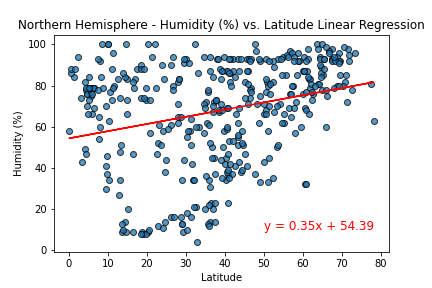 Northern Hemisphere - Humidity (%) vs. Latitude Linear Regression
100
80
60
40
20
0
Humidity (%)
y = 0.35x + 54.39
0 10 20 30 40 50 60 70 80
Latitude